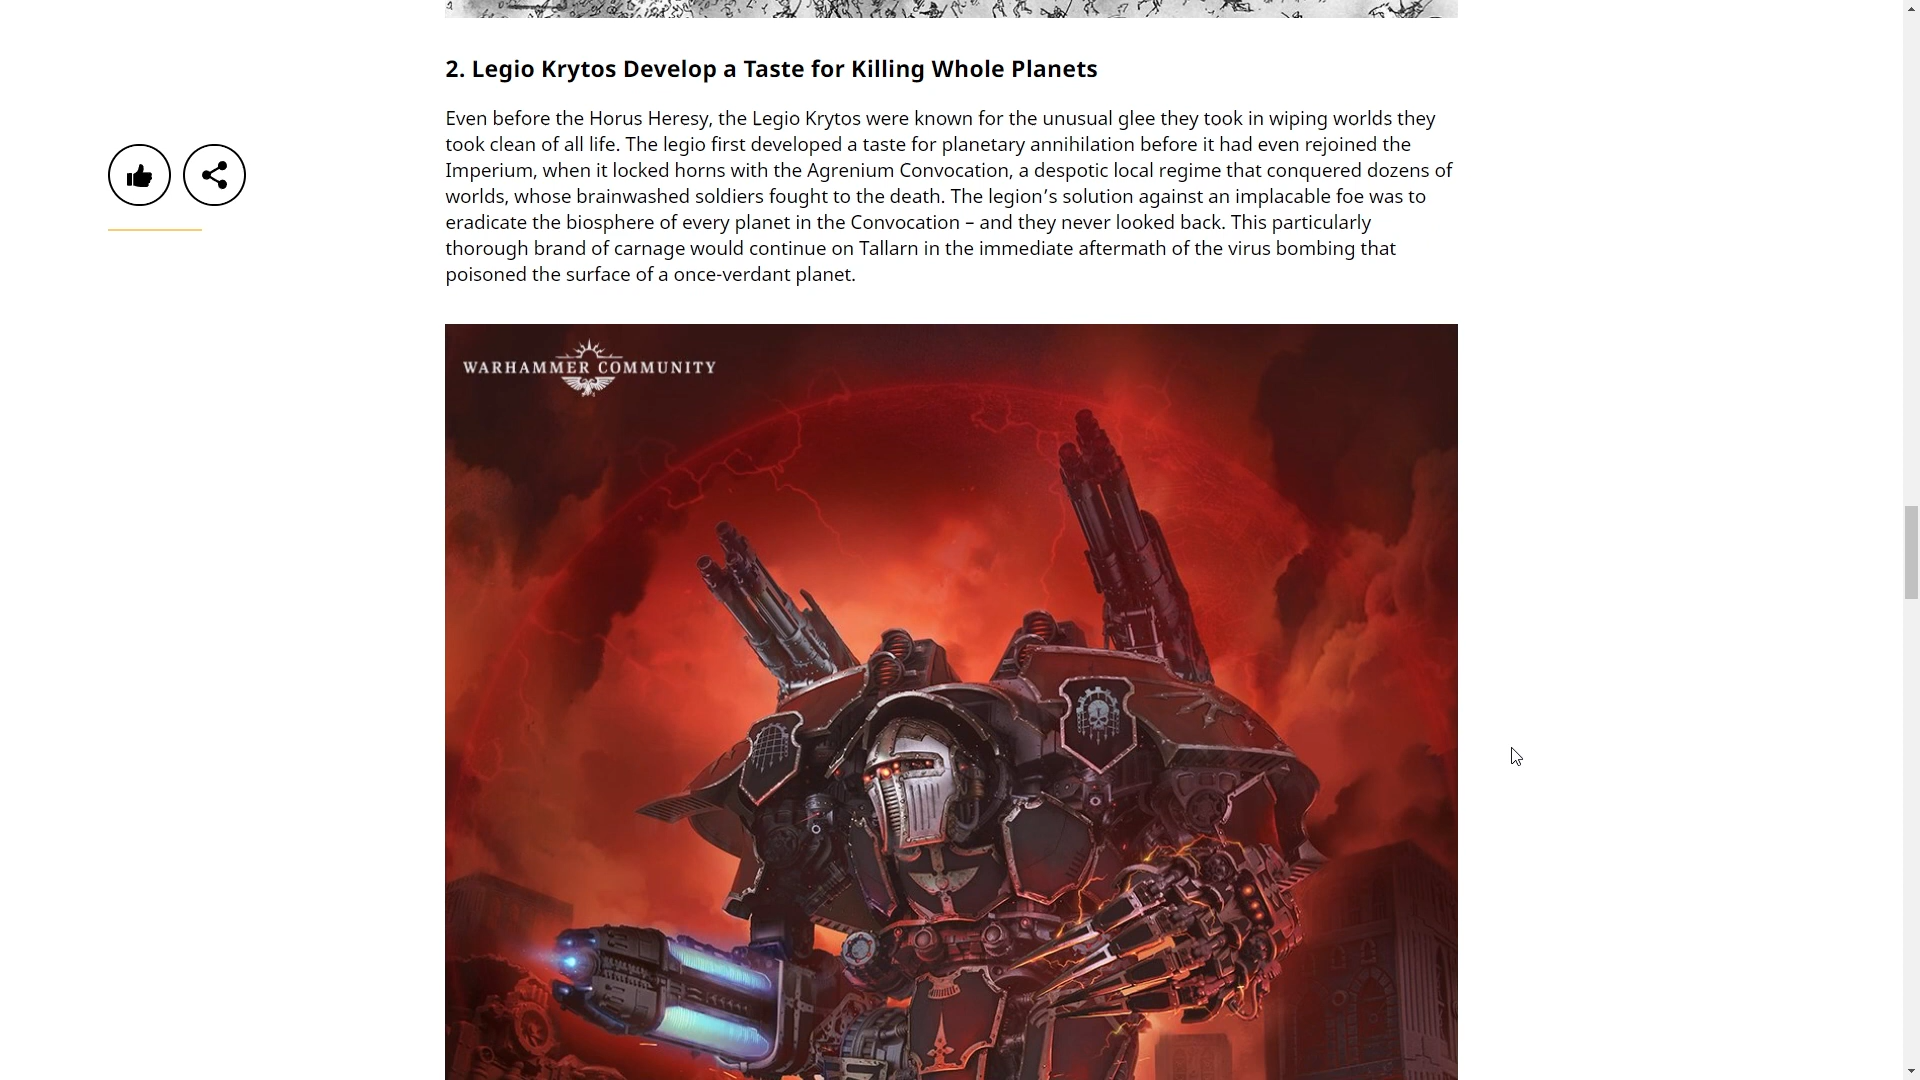 2. Legio Krytos Develop a Taste for Killing Whole Planets
Even before the Horus Heresy, the Legio Krytos were known for the unusual glee they took in wiping worlds they
took clean of all life. The legio first developed a taste for planetary annihilation before it had even rejoined the
Imperium, when it locked horns with the Agrenium Convocation, a despotic local regime that conquered dozens of
worlds, whose brainwashed soldiers fought to the death. The legion’s solution against an implacable foe was to
eradicate the biosphere of every planet in the Convocation – and they never looked back. This particularly
thorough brand of carnage would continue on Tallarn in the immediate aftermath of the virus bombing that
poisoned the surface of a once-verdant planet.
WARHAMMER COMMUNITY